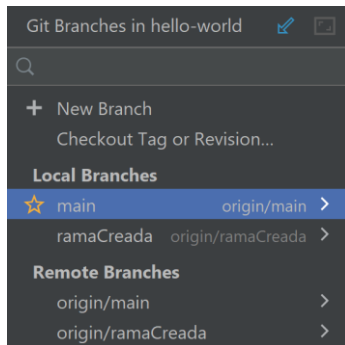 Git Branches in hello-world
New Branch
Checkout Tag or Revision...
Local Branches
main origin/main
ramaCreada origin/ramaCreada
Remote Branches
origin/main
origin/ramaCreada